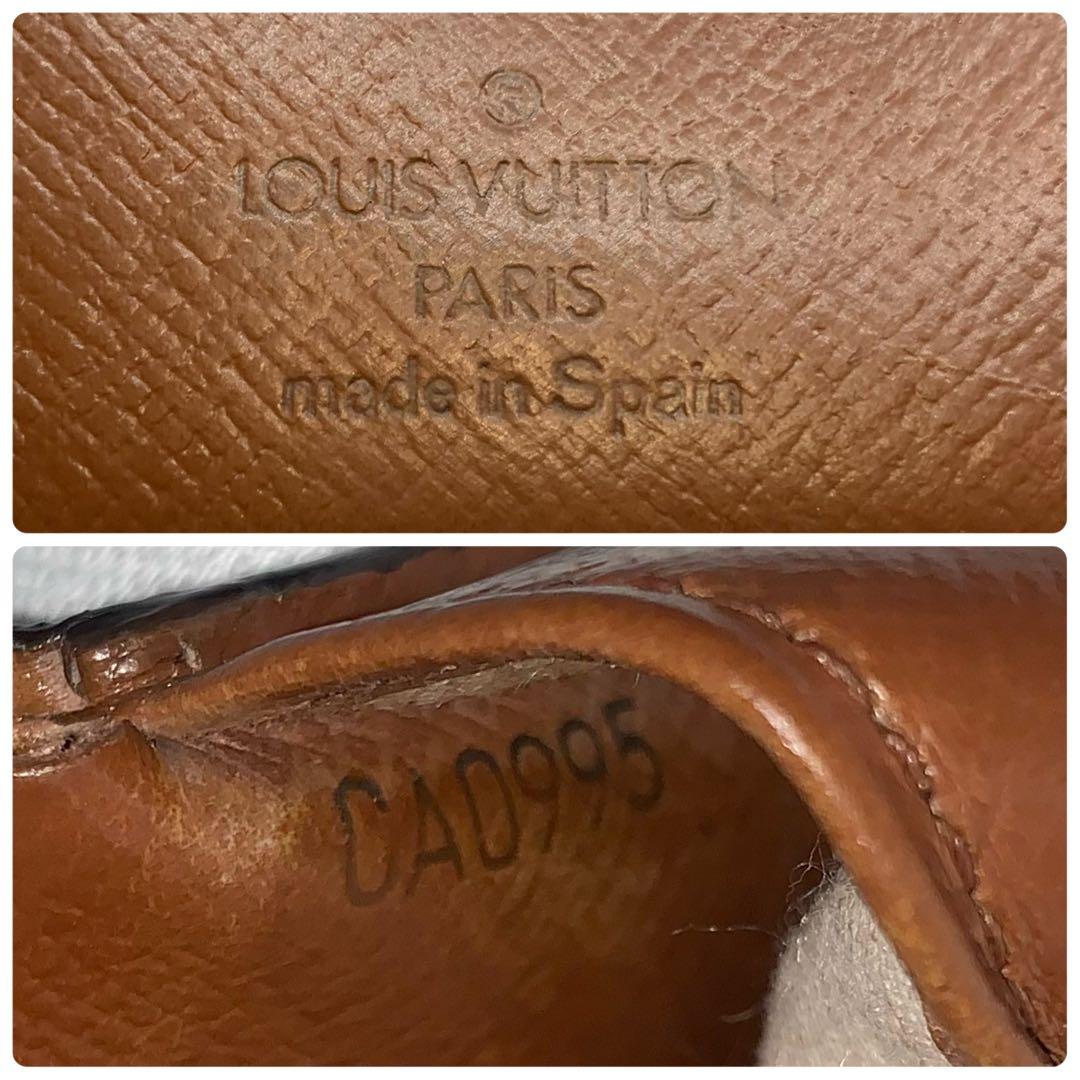 ®
LOUIS VUITTON
PARIS
made in Spain
CA0995